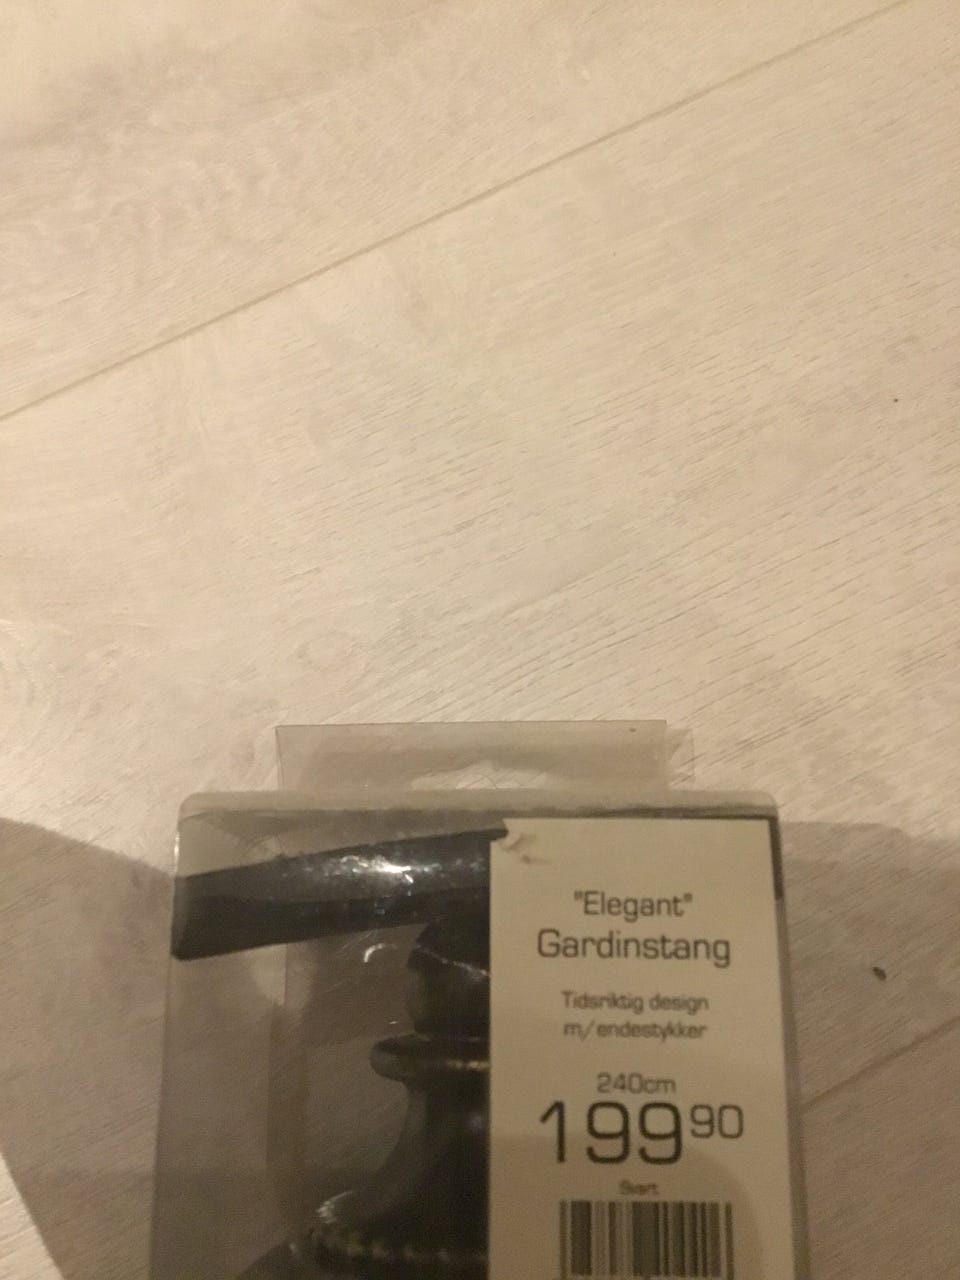 "Elegant"
Gardinstang
Tidsriktig design
m/endestykker
240cm
199 90
Svart